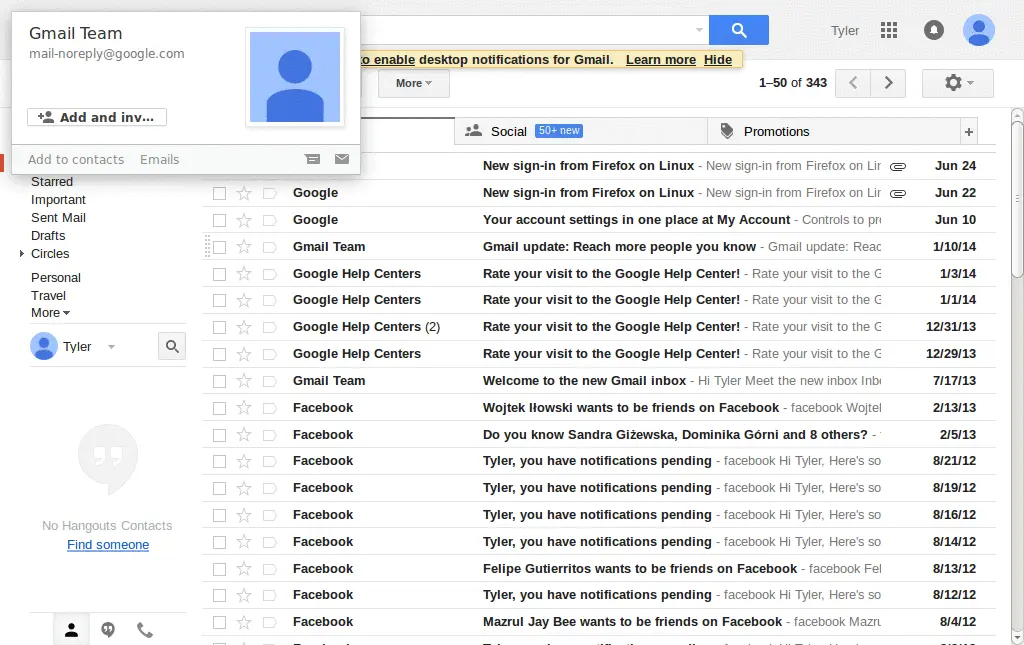 Gmail Team
mail-noreply@google.com
Add and inv...
Add to contacts Emails
Tyler
to enable desktop notifications for Gmail. Learn more Hide
More
1–50 of 343
Social 50+ new
Promotions
+
Starred
Important
Sent Mail
Drafts
Circles
Personal
Travel
More
Tyler
No Hangouts Contacts
Find someone
New sign-in from Firefox on Linux - New sign-in from Firefox on Lin Jun 24
Google New sign-in from Firefox on Linux - New sign-in from Firefox on Lin Jun 22
Google Your account settings in one place at My Account - Controls to pro Jun 10
Gmail Team Gmail update: Reach more people you know - Gmail update: Reac 1/10/14
Google Help Centers Rate your visit to the Google Help Center! - Rate your visit to the G 1/3/14
Google Help Centers Rate your visit to the Google Help Center! - Rate your visit to the G 1/1/14
Google Help Centers (2) Rate your visit to the Google Help Center! - Rate your visit to the G 12/31/13
Google Help Centers Rate your visit to the Google Help Center! - Rate your visit to the G 12/29/13
Gmail Team Welcome to the new Gmail inbox - Hi Tyler Meet the new inbox Inb 7/17/13
Facebook Wojtek Iłowski wants to be friends on Facebook - facebook Wojtek 2/13/13
Facebook Do you know Sandra Giżewska, Dominika Górni and 8 others? - 2/5/13
Facebook Tyler, you have notifications pending - facebook Hi Tyler, Here's so 8/21/12
Facebook Tyler, you have notifications pending - facebook Hi Tyler, Here's so 8/19/12
Facebook Tyler, you have notifications pending - facebook Hi Tyler, Here's so 8/16/12
Facebook Tyler, you have notifications pending - facebook Hi Tyler, Here's so 8/14/12
Facebook Felipe Gutierritos wants to be friends on Facebook - facebook Fel 8/13/12
Facebook Tyler, you have notifications pending - facebook Hi Tyler, Here's so 8/12/12
Facebook Mazrul Jay Bee wants to be friends on Facebook - facebook Mazru 8/4/12